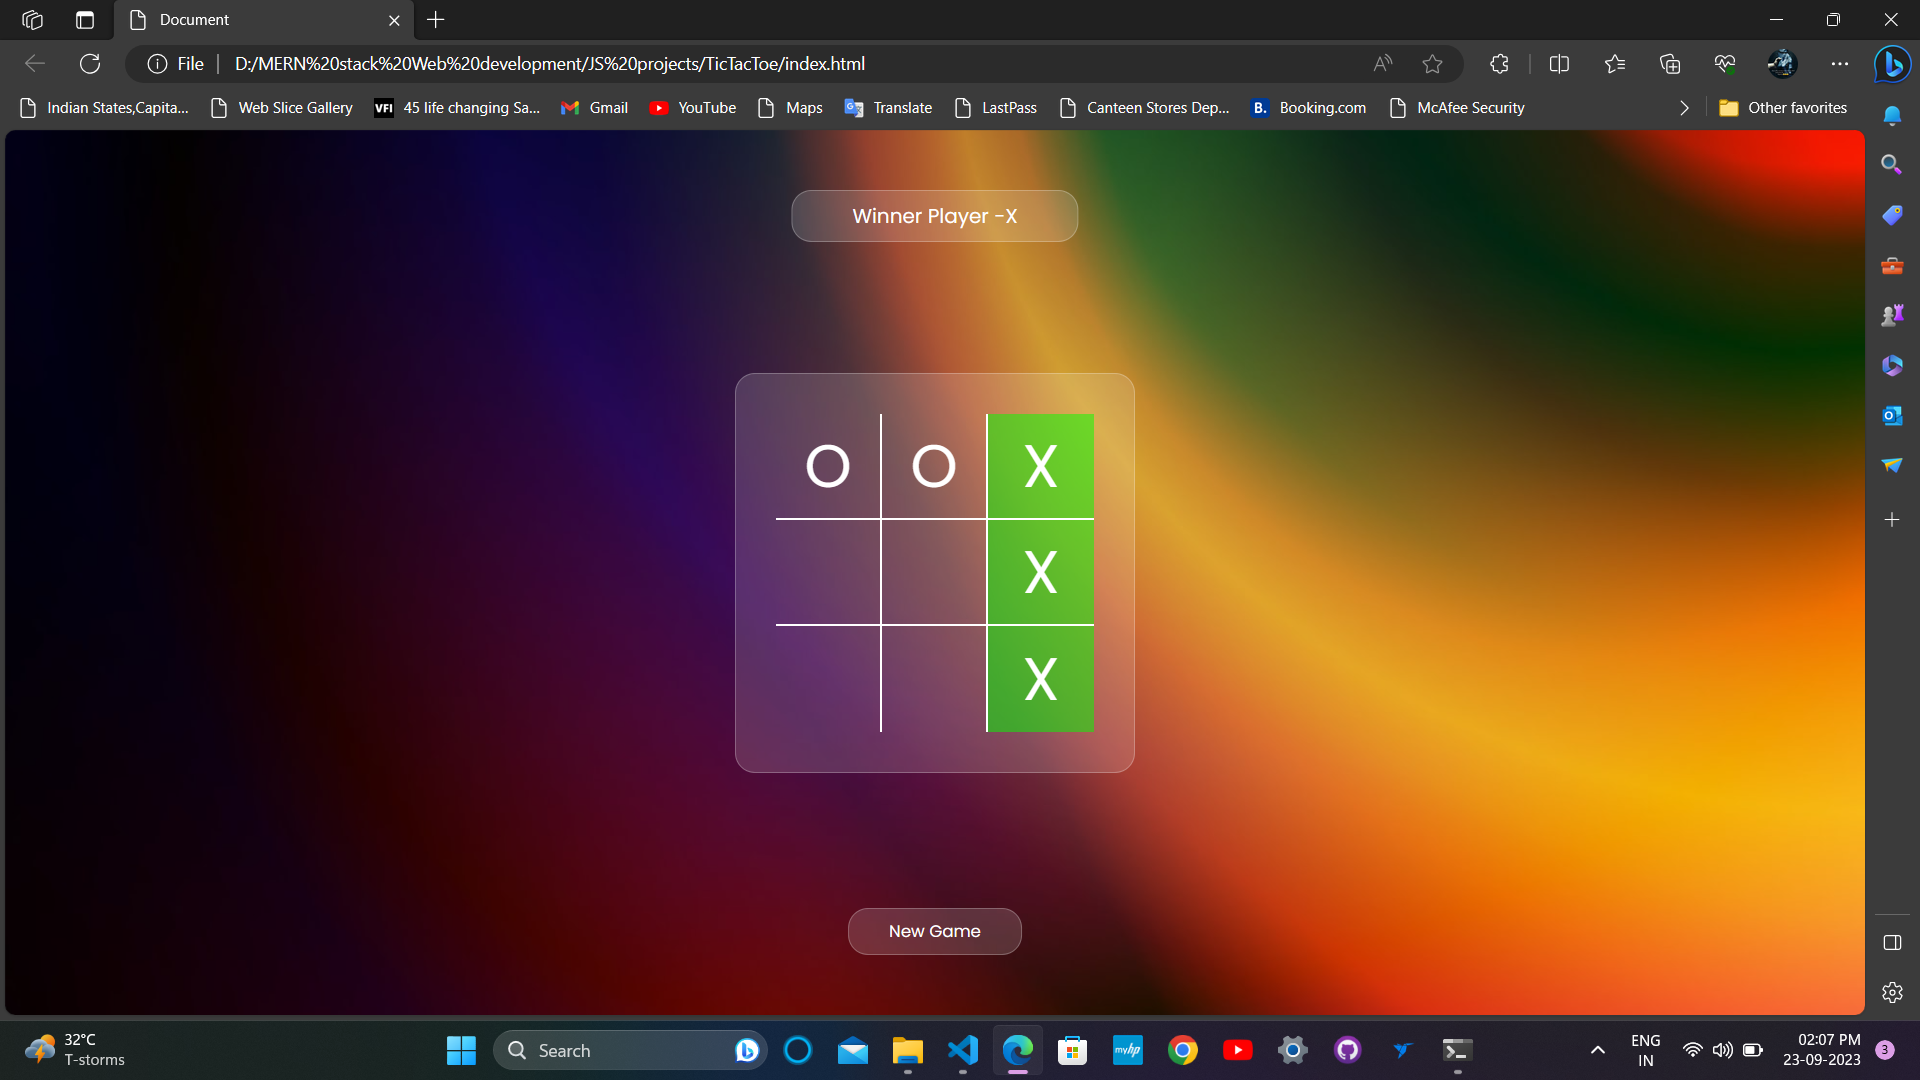 Document
File
D:/MERN%20stack%20Web%20development/JS%20projects/TicTacToe/index.html
Indian States,Capita...
Web Slice Gallery
VFI 45 life changing Sa...
Gmail
YouTube
Maps
Translate
LastPass
Canteen Stores Dep...
B. Booking.com
McAfee Security
Other favorites
Winner Player -X
O O X
X
X
New Game
32°C
T-storms
Search
myhp
ENG
IN
02:07 PM
23-09-2023
3